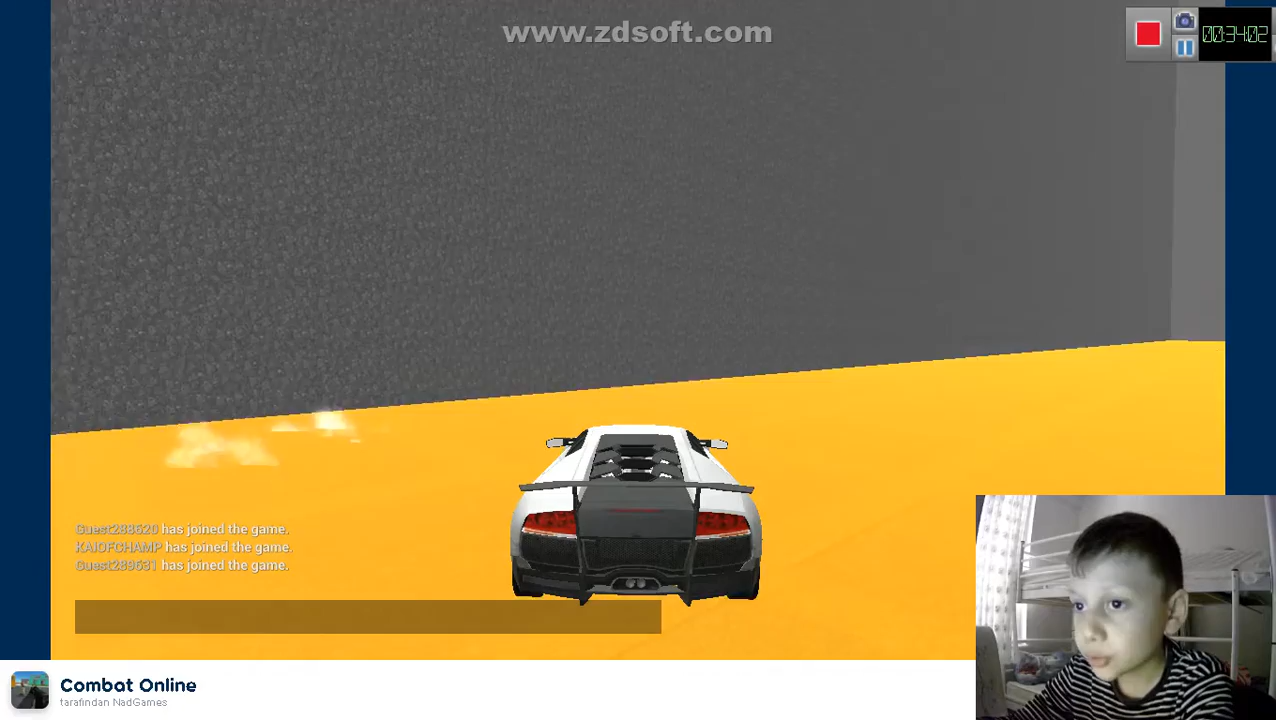 www.zdsoft.com
00:34:02
Guest288620 has joined the game.
KAIOFCHAMP has joined the game.
Guest289631 has joined the game.
Combat Online
tarafından NadGames